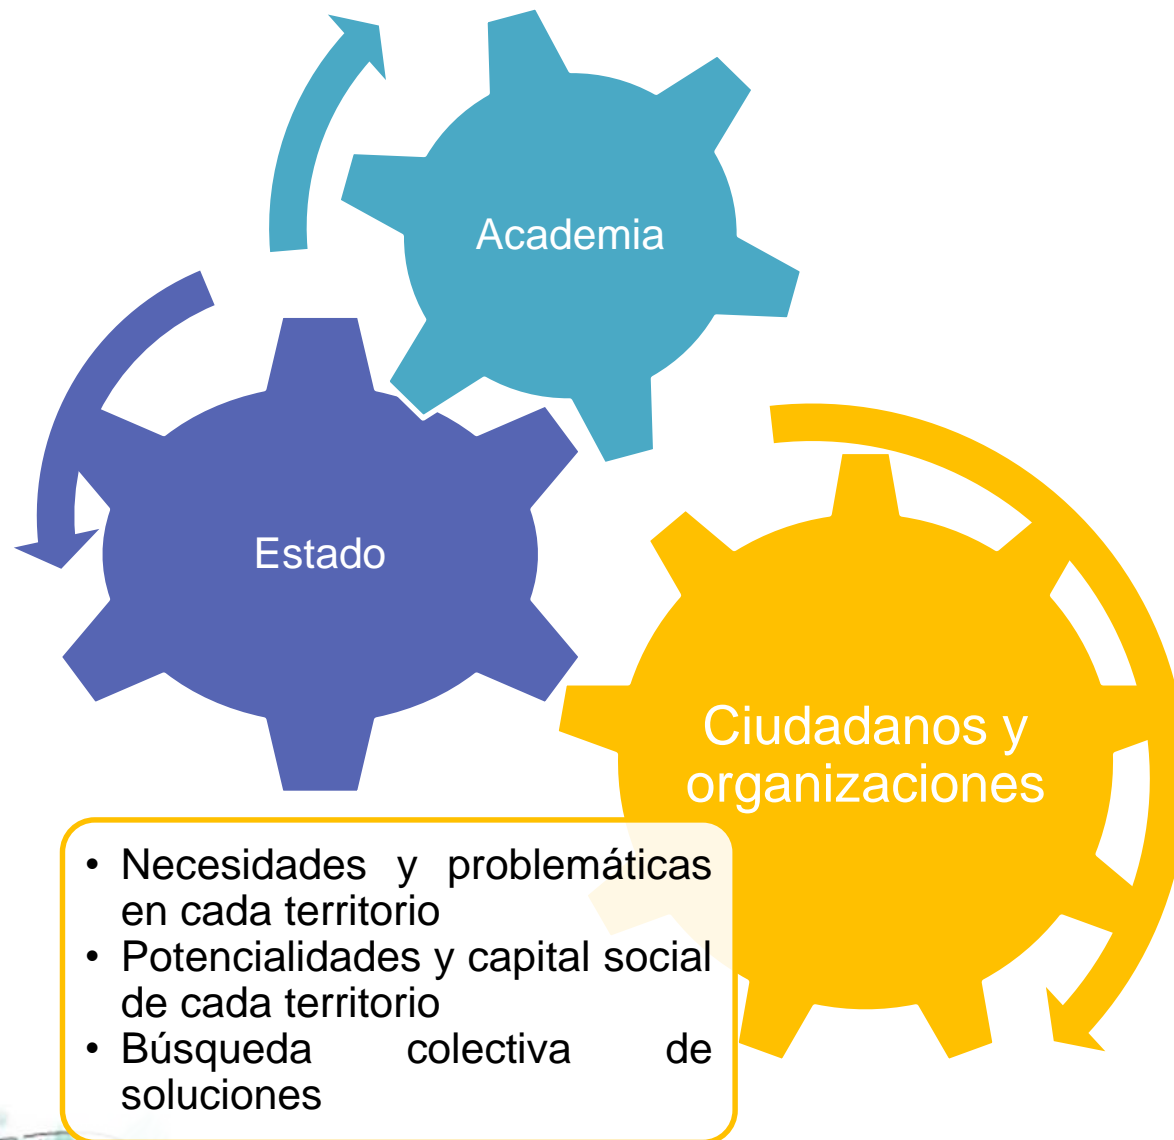 Academia
Estado
Ciudadanos y
organizaciones
• Necesidades y problemáticas
en cada territorio
• Potencialidades y capital social
de cada territorio
• Búsqueda colectiva de
soluciones